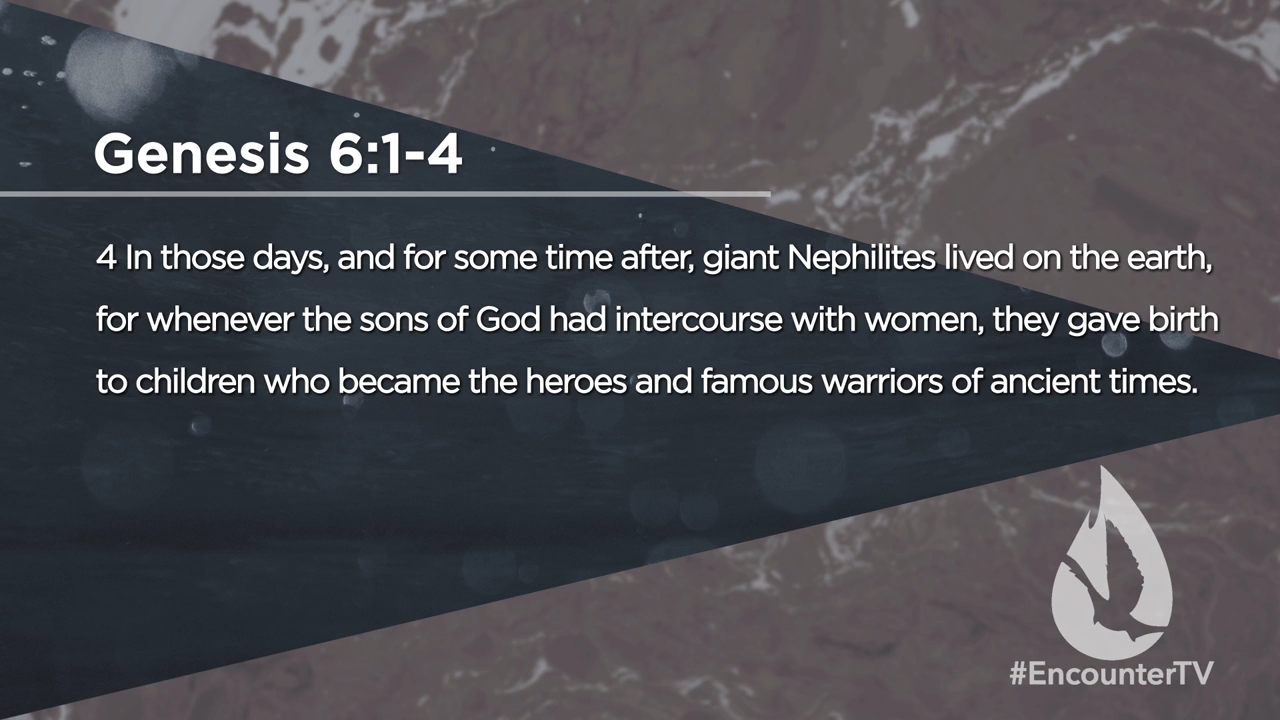 Genesis 6:1-4
4 In those days, and for some time after, giant Nephilites lived on the earth,
for whenever the sons of God had intercourse with women, they gave birth
to children who became the heroes and famous warriors of ancient times.
#EncounterTV